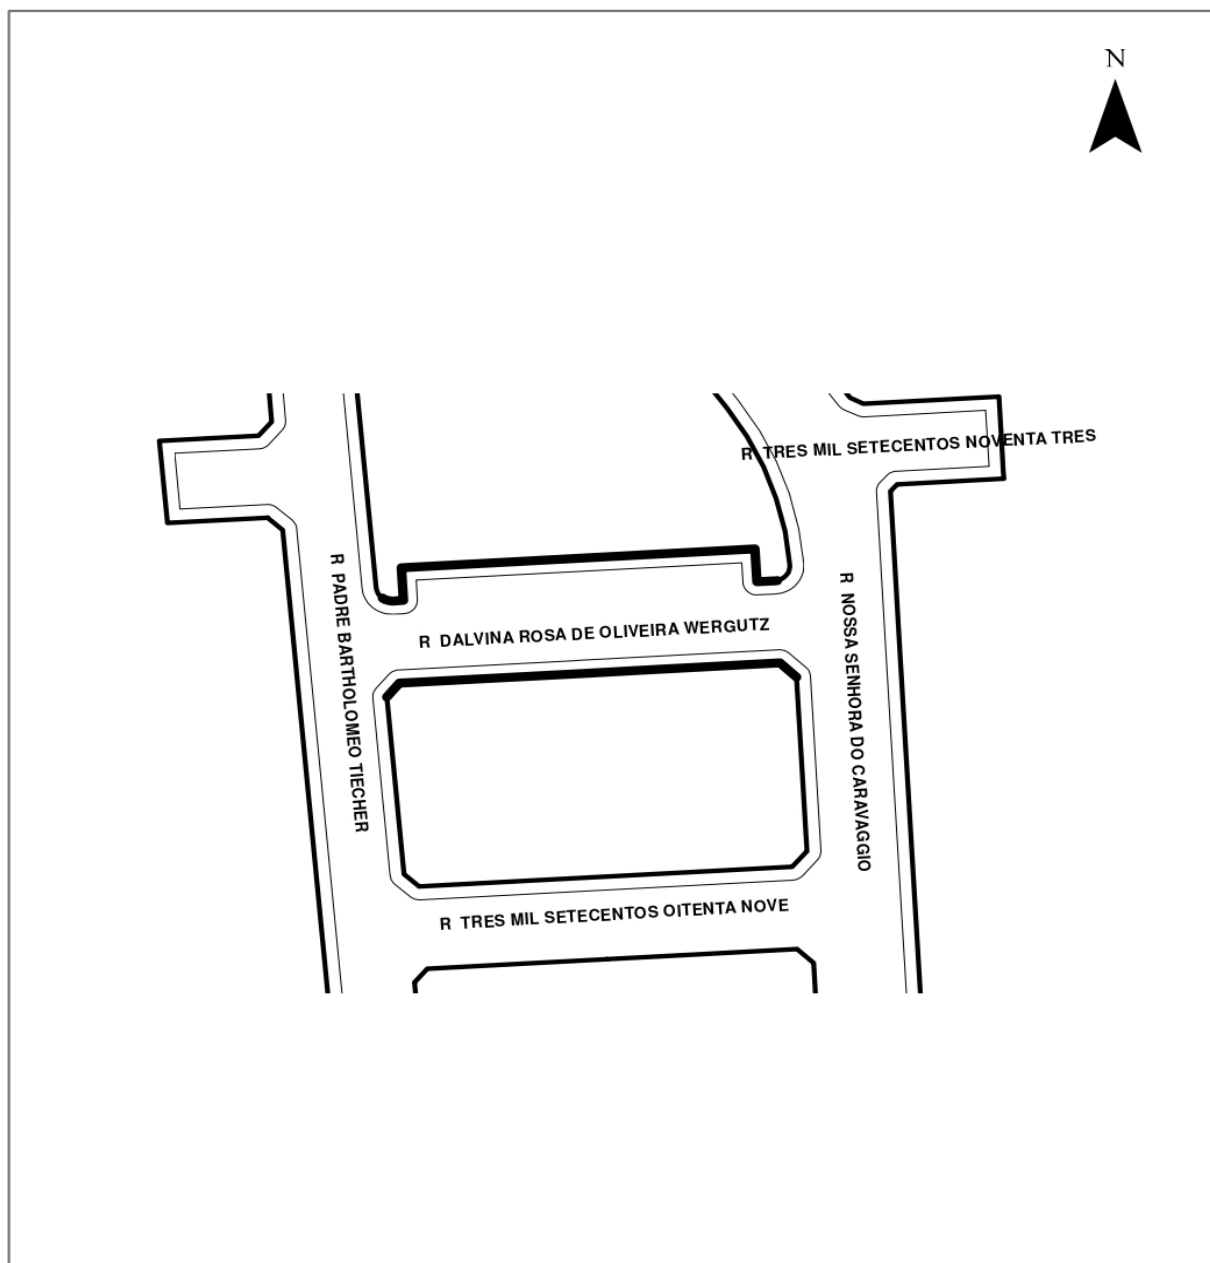 N
R TRES MIL SETECENTOS NOVENTA TRES
R PADRE BARTHOLOMEO TIECHER
R NOSSA SENHORA DO CARAVAGGIO
R DALVINA ROSA DE OLIVEIRA WERGUTZ
R TRES MIL SETECENTOS OITENTA NOVE